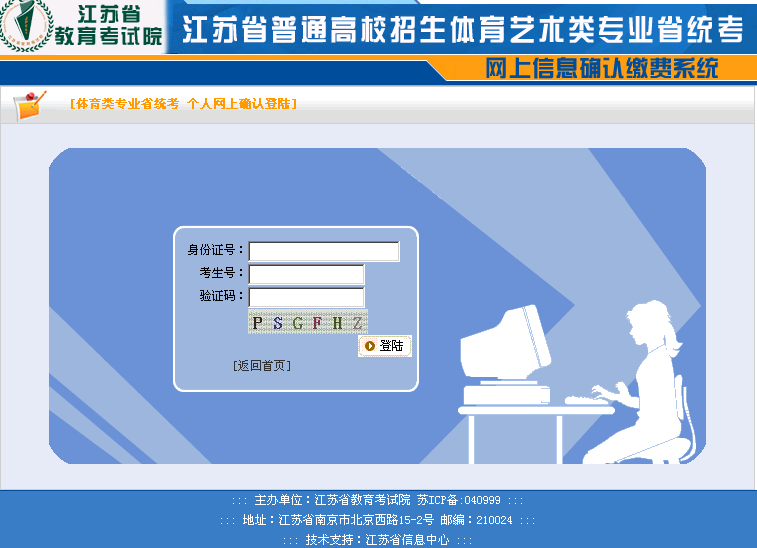 江苏省
教育考试院
江苏省普通高校招生体育艺术类专业省统考
网上信息确认缴费系统
[体育类专业省统考 个人网上确认登陆]
身份证号：
考生号：
验证码：
P S G F H Z
登陆
[返回首页]
::: 主办单位：江苏省教育考试院 苏ICP备:040999 :::
::: 地址：江苏省南京市北京西路15-2号 邮编：210024 :::
::: 技术支持：江苏省信息中心 :::